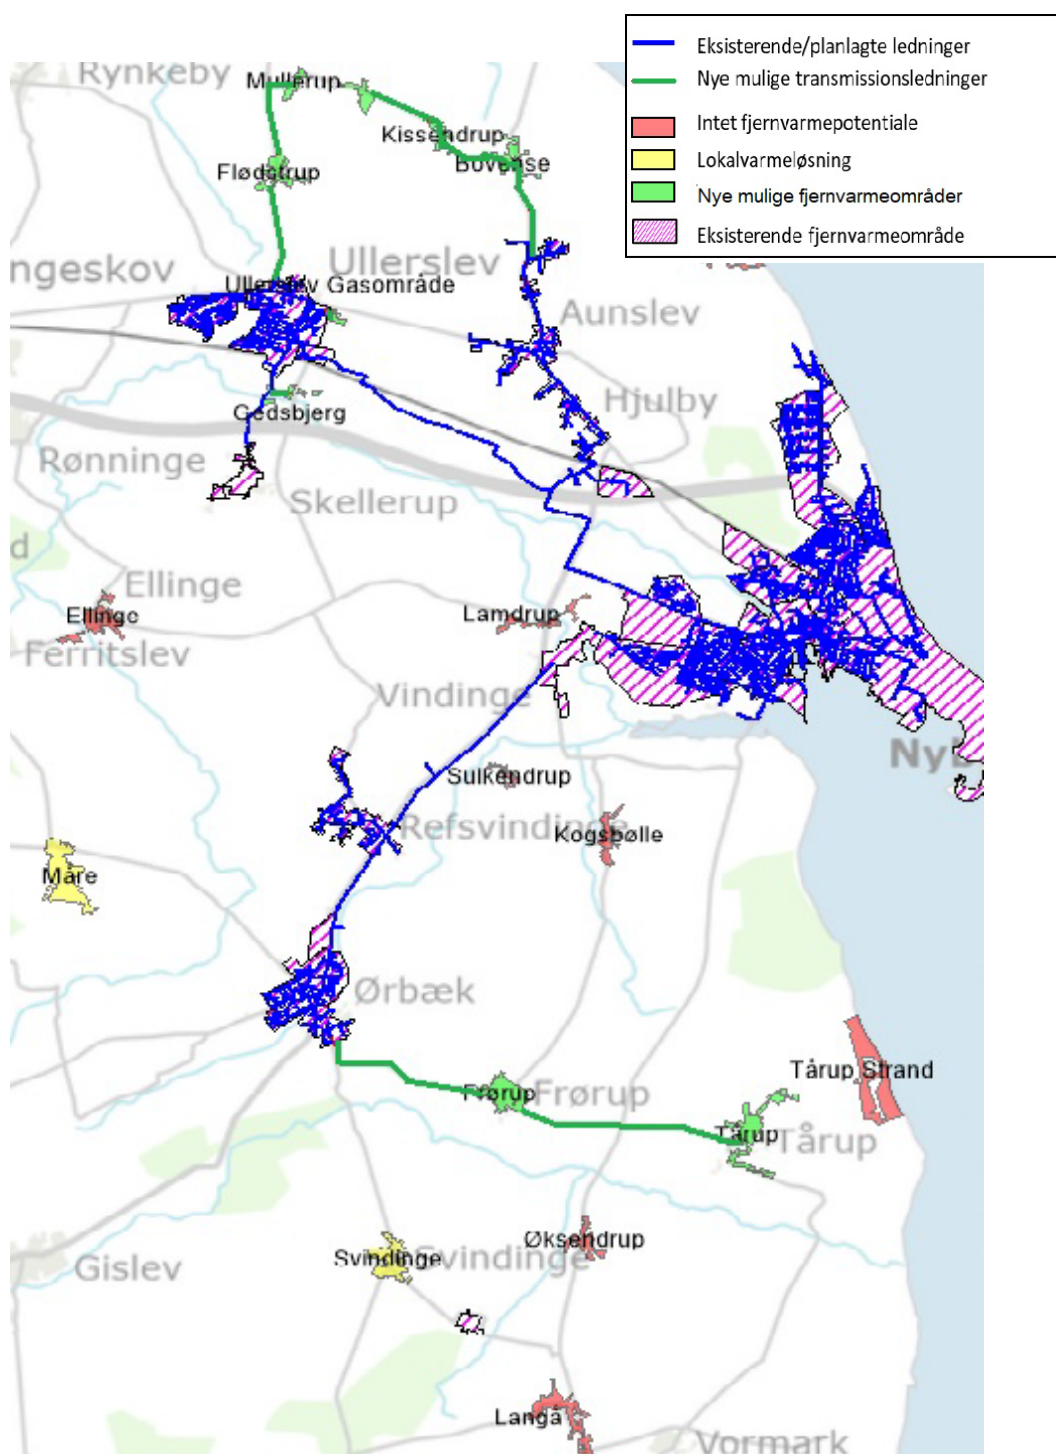 Eksisterende/planlagte ledninger
Nye mulige transmissionsledninger
Intet fjernvarmepotentiale
Lokalvarmeløsning
Nye mulige fjernvarmeområder
Eksisterende fjernvarmeområde
Rynkeby
Mullerup
Kissendrup
Bovense
Flødstrup
Ullerslev
ngeskov
Ullerslev Gasområde
Aunslev
Hjulby
Gedsbjerg
Rønninge
Skellerup
d
Ellinge
Ellinge
Lamdrup
Ferritslev
Vindinge
Nyb
Sulkendrup
Refsvindinge
Kogsbølle
Måre
Ørbæk
Tårup Strand
Frørup
Frørup
Tårup
Tårup
Øksendrup
Svindinge
Svindinge
Gislev
Langå
Vormark